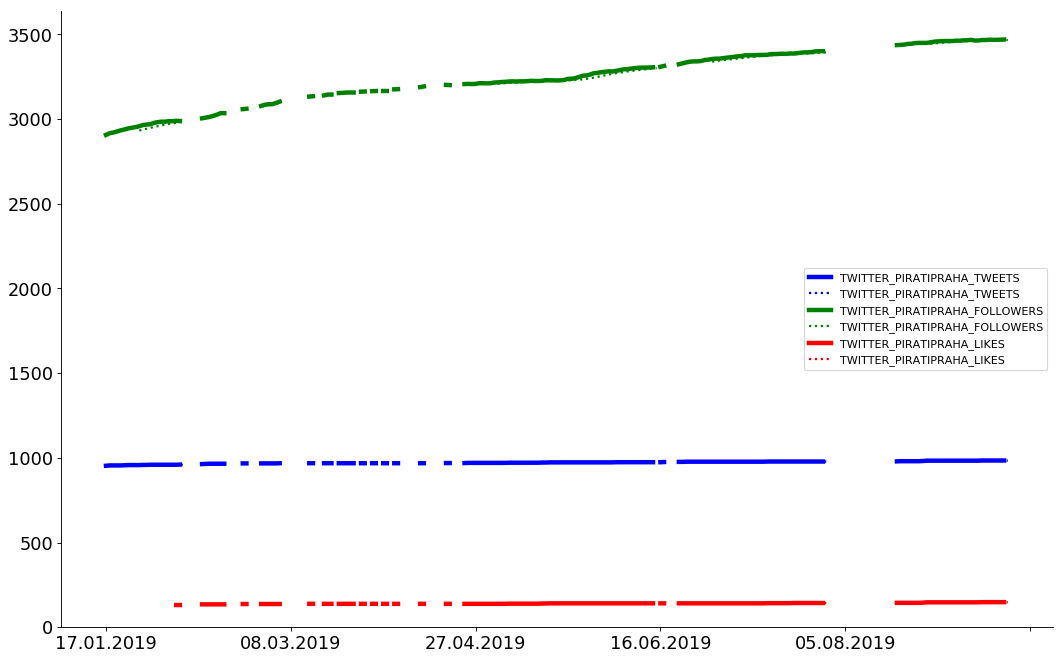 3500
3000
2500
2000
1500
1000
500
0
17.01.2019 08.03.2019 27.04.2019 16.06.2019 05.08.2019
TWITTER_PIRATIPRAHA_TWEETS
TWITTER_PIRATIPRAHA_TWEETS
TWITTER_PIRATIPRAHA_FOLLOWERS
TWITTER_PIRATIPRAHA_FOLLOWERS
TWITTER_PIRATIPRAHA_LIKES
TWITTER_PIRATIPRAHA_LIKES